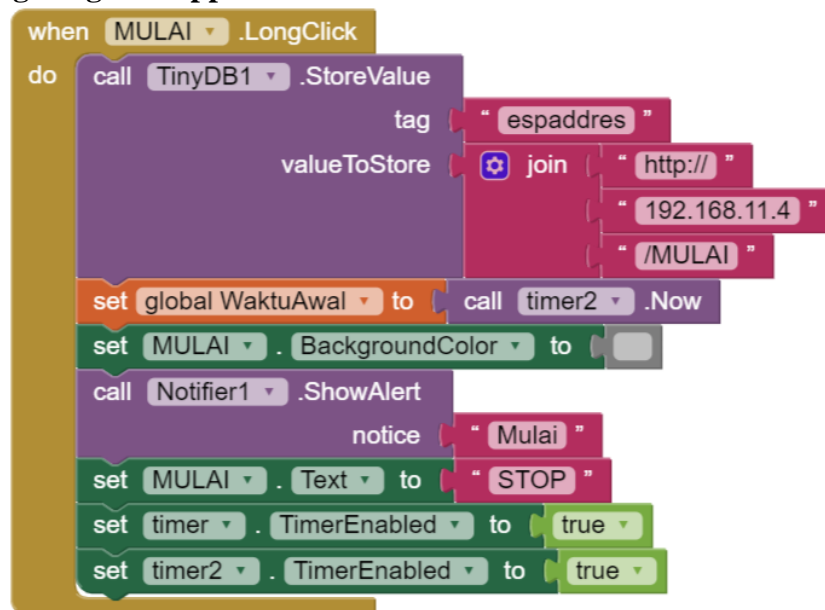 when MULAI .LongClick
do call TinyDB1 .StoreValue
tag " espaddres "
valueToStore join " http:// "
" 192.168.11.4 "
" /MULAI "
set global WaktuAwal to call timer2 .Now
set MULAI . BackgroundColor to
call Notifier1 .ShowAlert
notice " Mulai "
set MULAI . Text to " STOP "
set timer . TimerEnabled to true
set timer2 . TimerEnabled to true